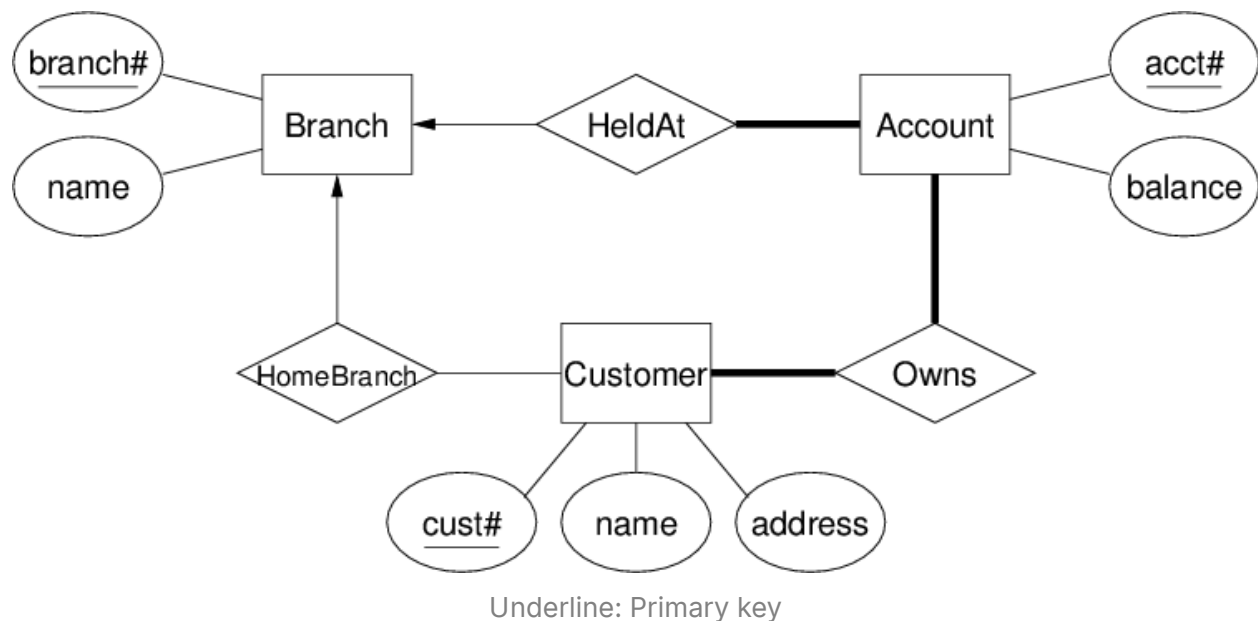 branch#
acct#
Branch
HeldAt
Account
name
balance
HomeBranch
Customer
Owns
cust#
name
address
Underline: Primary key